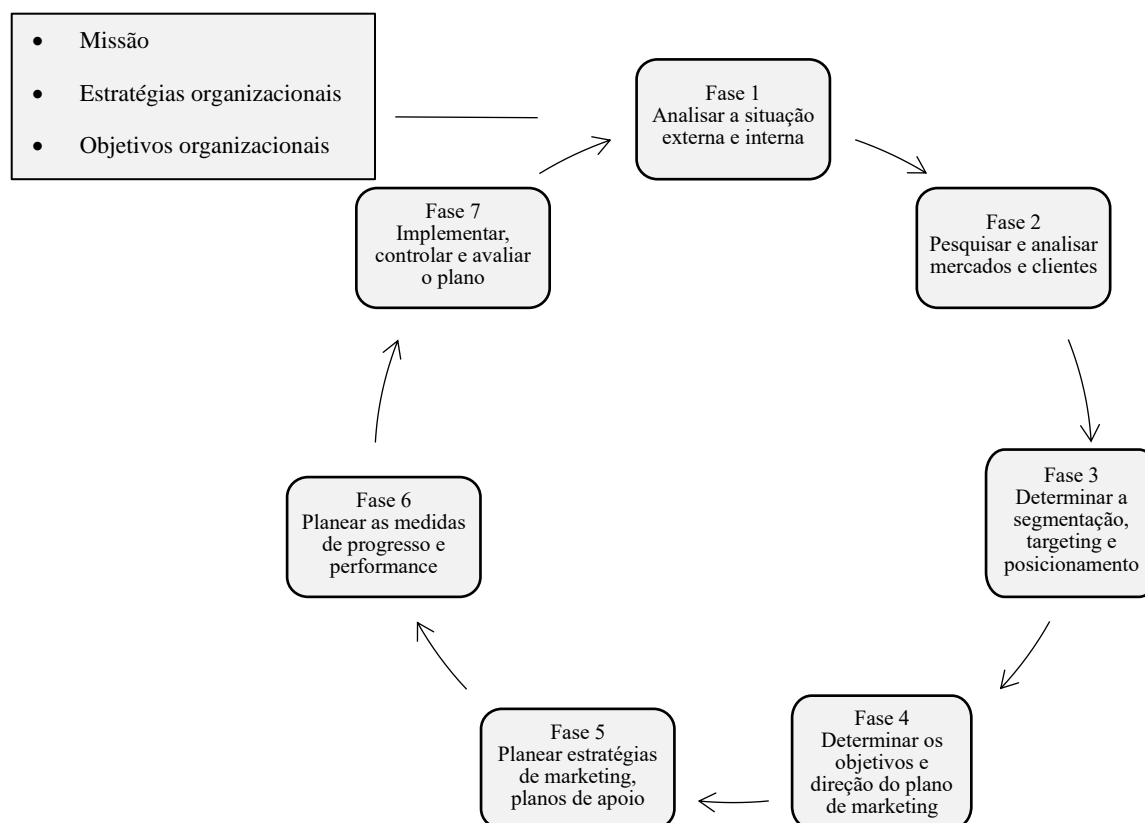 • Missão
• Estratégias organizacionais
• Objetivos organizacionais
Fase 1
Analisar a situação
externa e interna
Fase 2
Pesquisar e analisar
mercados e clientes
Fase 3
Determinar a
segmentação,
targeting e
posicionamento
Fase 4
Determinar os
objetivos e
direção do plano
de marketing
Fase 5
Planear estratégias
de marketing,
planos de apoio
Fase 6
Planear as medidas
de progresso e
performance
Fase 7
Implementar,
controlar e avaliar
o plano